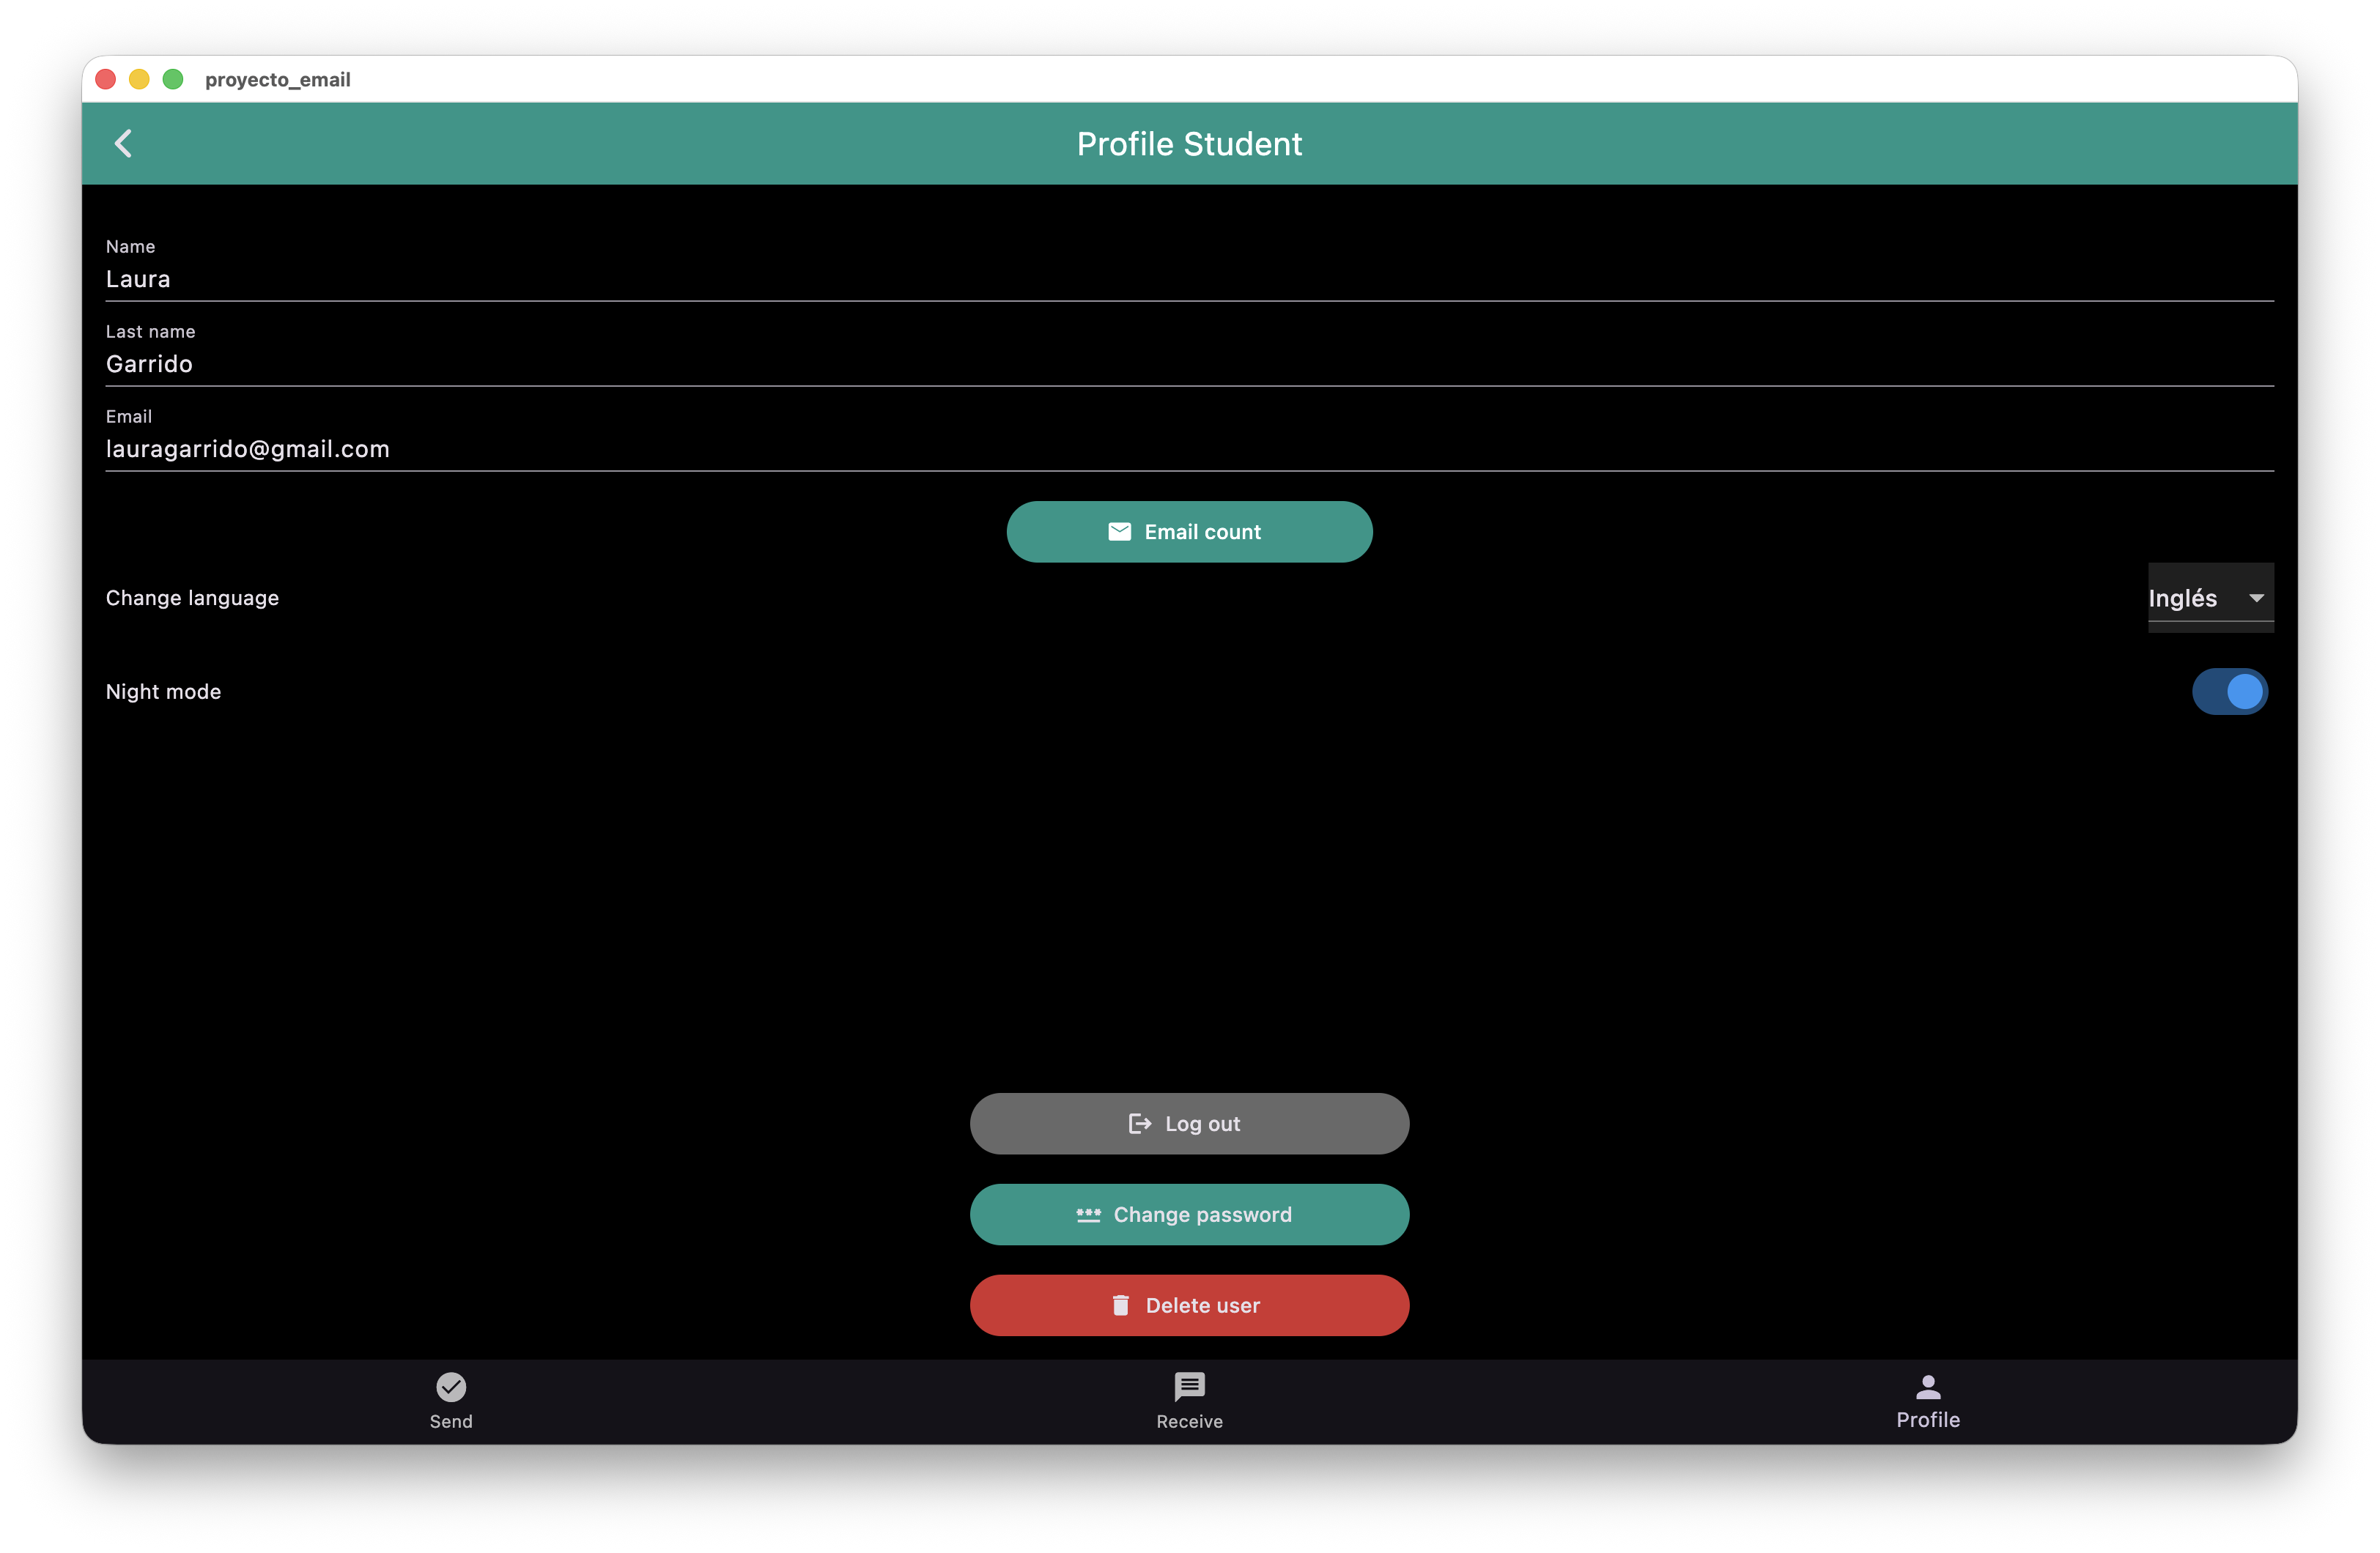 proyecto_email
Profile Student
Name
Laura
Last name
Garrido
Email
lauragarrido@gmail.com
Email count
Change language
Inglés
Night mode
Log out
Change password
Delete user
Send
Receive
Profile